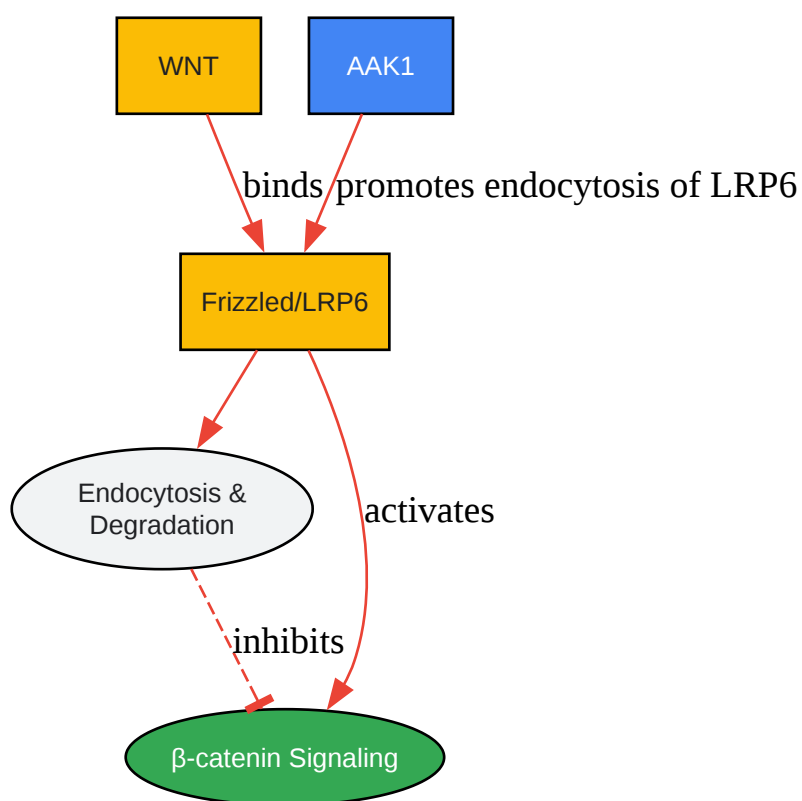 WNT
AAK1
binds
promotes endocytosis of LRP6
Frizzled/LRP6
Endocytosis &
Degradation
activates
inhibits
β-catenin Signaling